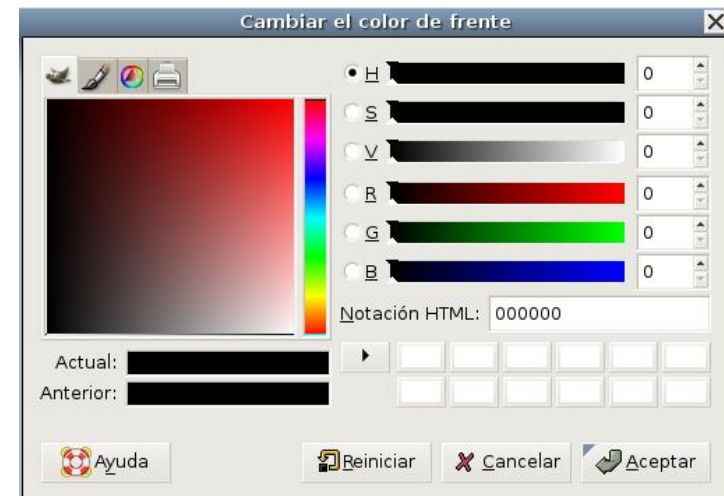 Cambiar el color de frente
H 0
S 0
V 0
R 0
G 0
B 0
Notación HTML: 000000
Actual:
Anterior:
Ayuda Reiniciar Cancelar Aceptar